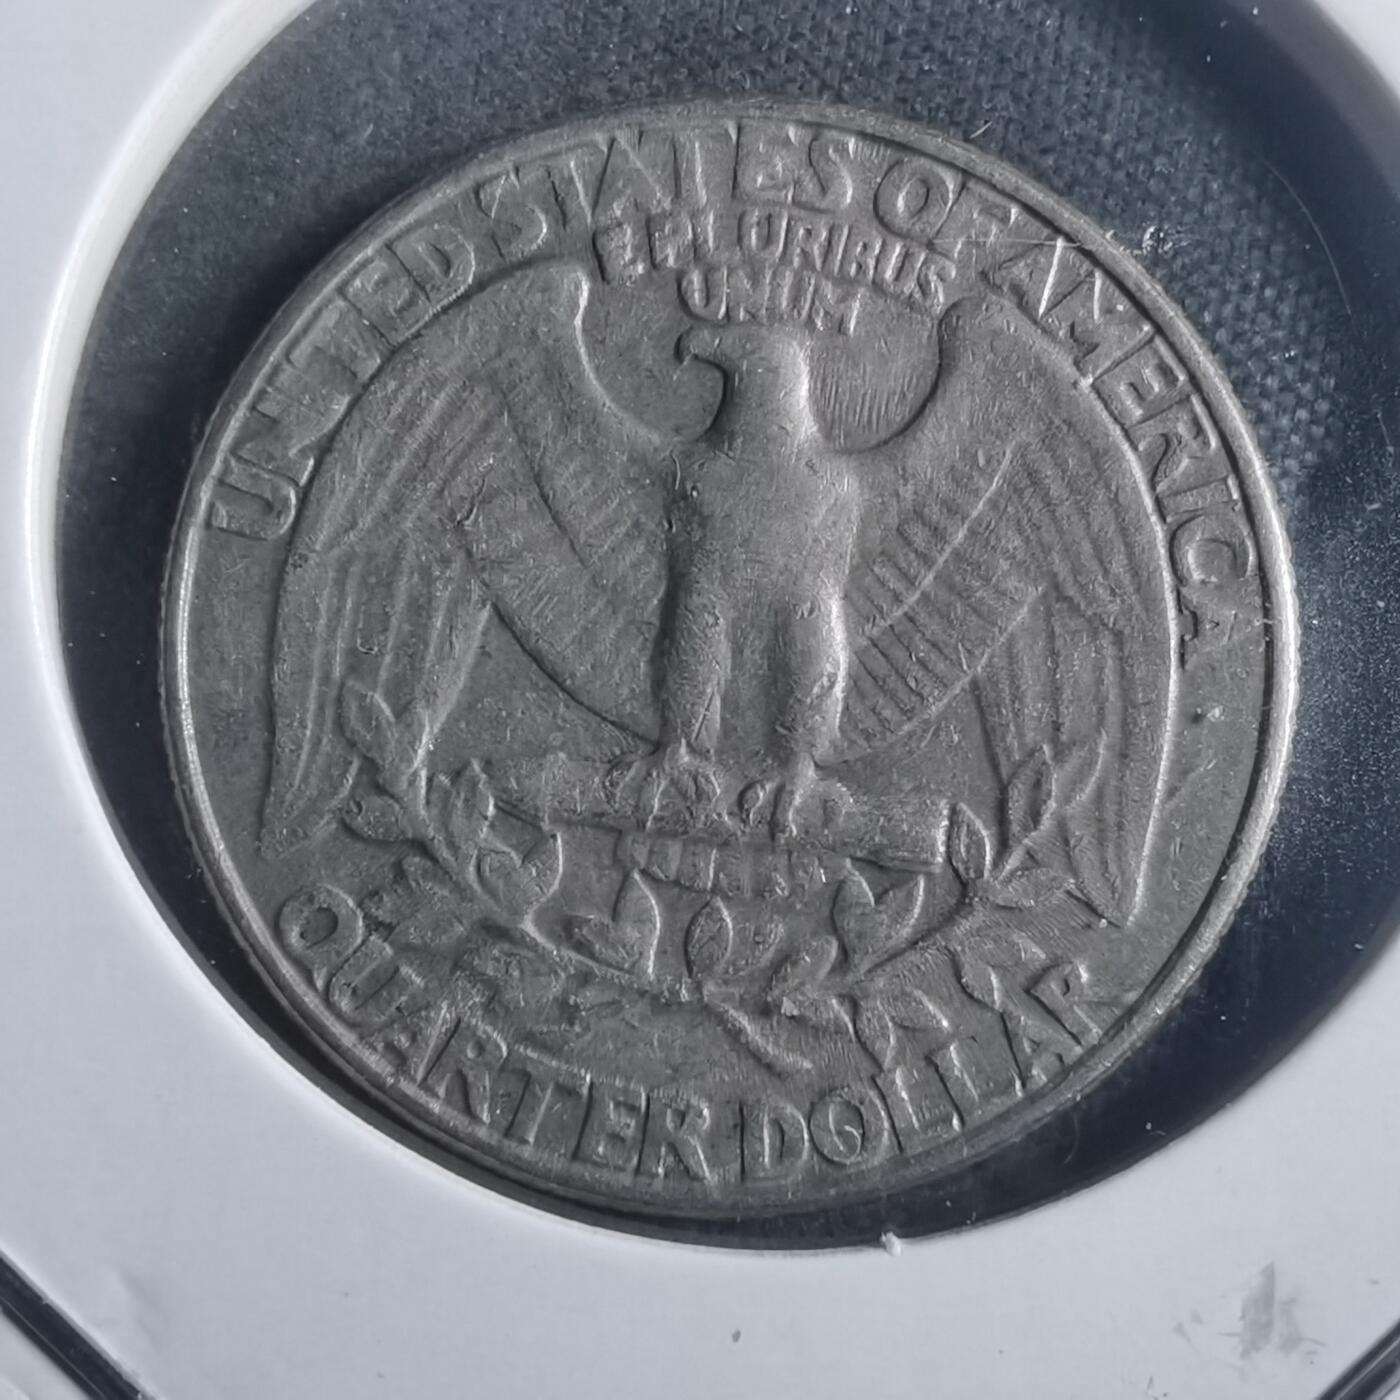 UNITED STATES OF AMERICA
E PLURIBUS
UNUM
QUARTER DOLLAR